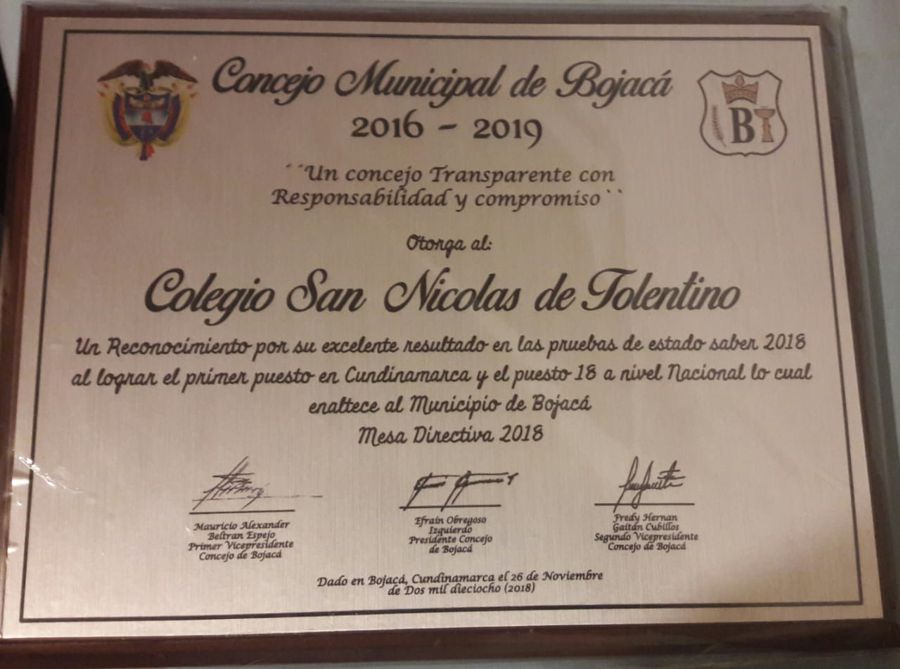 Concejo Municipal de Bojacá
2016 - 2019
B
´´Un concejo Transparente con
Responsabilidad y compromiso``
Otorga al:
Colegio San Nicolas de Tolentino
Un Reconocimiento por su excelente resultado en las pruebas de estado saber 2018
al lograr el primer puesto en Cundinamarca y el puesto 18 a nivel Nacional lo cual
enaltece al Municipio de Bojacá
Mesa Directiva 2018
Mauricio Alexander
Beltran Espejo
Primer Vicepresidente
Concejo de Bojacá
Efrain Obregoso
Izquierdo
Presidente Concejo
de Bojacá
Fredy Hernan
Gaitán Cubillos
Segundo Vicepresidente
Concejo de Bojacá
Dado en Bojacá, Cundinamarca el 26 de Noviembre
de Dos mil dieciocho (2018)